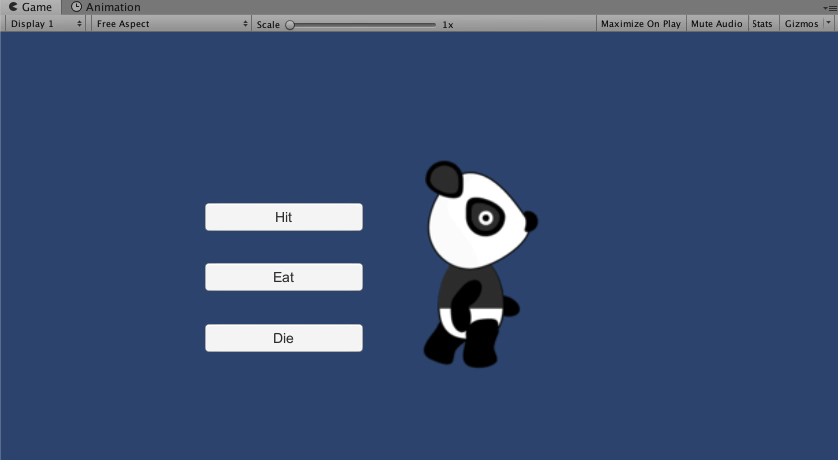 Game Animation
Display 1 Free Aspect Scale 1x Maximize On Play Mute Audio Stats Gizmos
Hit
Eat
Die